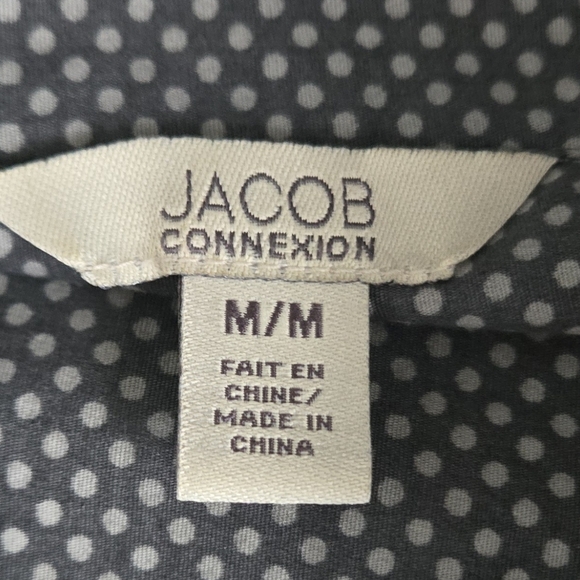 JACOB
CONNEXION
M/M
FAIT EN
CHINE/
MADE IN
CHINA